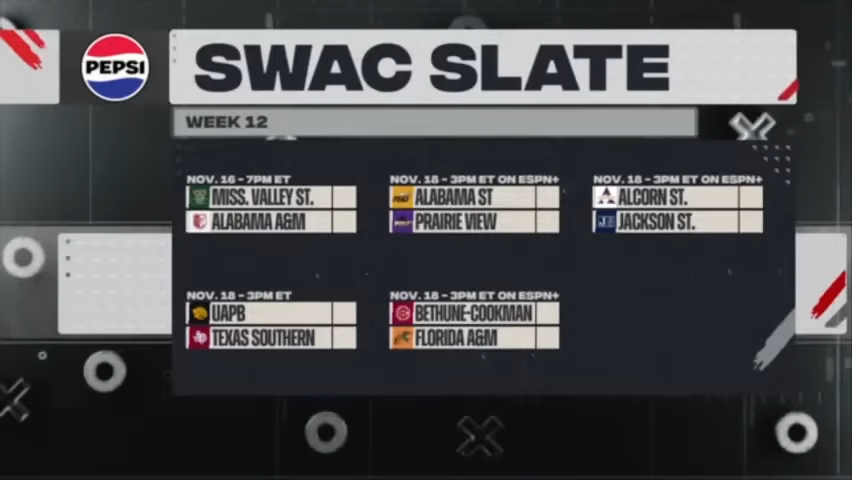 PEPSI
SWAC SLATE
WEEK 12
NOV. 16 - 7PM ET
MISS. VALLEY ST.
ALABAMA A&M
NOV. 18 - 3PM ET ON ESPN+
ALABAMA ST
PRAIRIE VIEW
NOV. 18 - 3PM ET ON ESPN+
ALCORN ST.
JACKSON ST.
NOV. 18 - 3PM ET
UAPB
TEXAS SOUTHERN
NOV. 18 - 3PM ET ON ESPN+
BETHUNE-COOKMAN
FLORIDA A&M